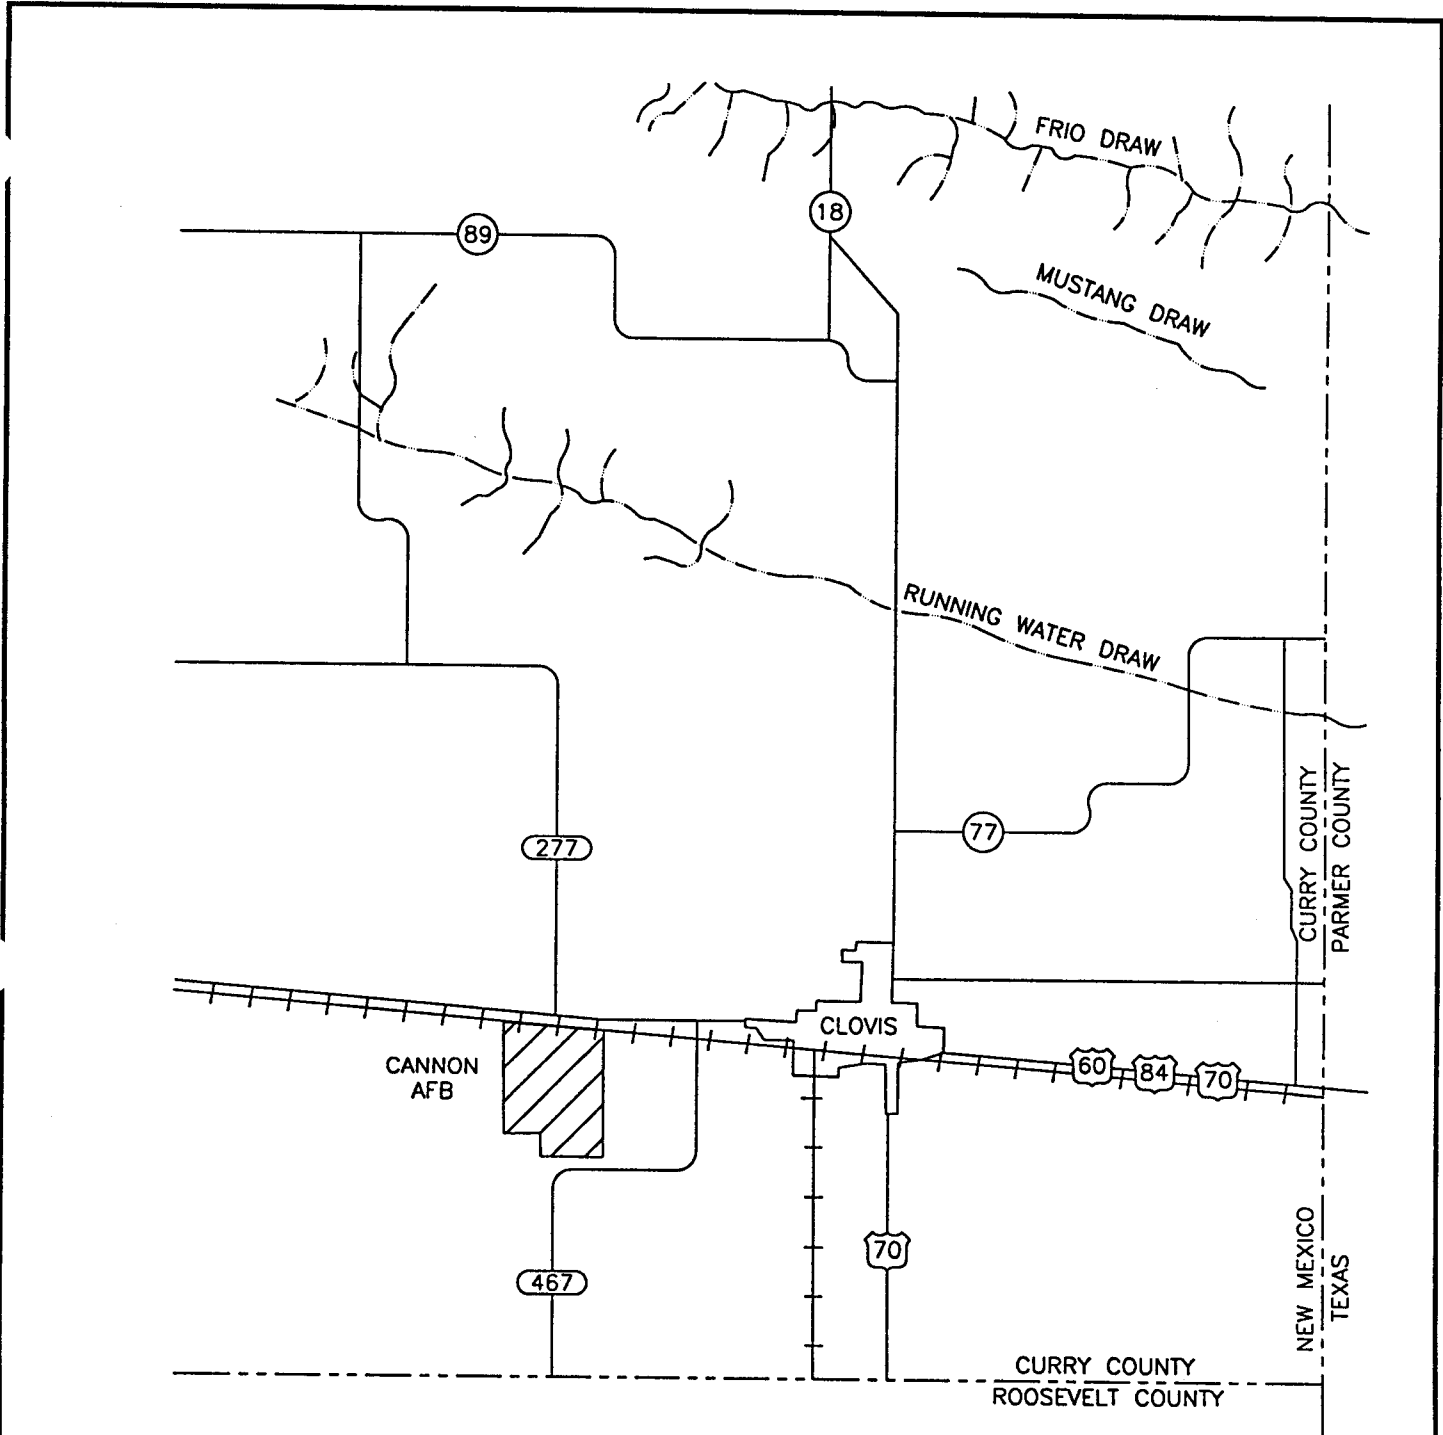 FRIO DRAW
18
89
MUSTANG DRAW
RUNNING WATER DRAW
77
277
CURRY COUNTY
PARMER COUNTY
CLOVIS
CANNON
AFB
60
84
70
70
467
NEW MEXICO
TEXAS
CURRY COUNTY
ROOSEVELT COUNTY